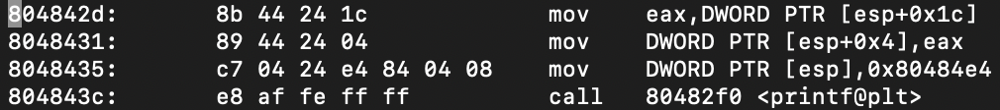 804842d: 8b 44 24 1c mov eax,DWORD PTR [esp+0x1c]
8048431: 89 44 24 04 mov DWORD PTR [esp+0x4],eax
8048435: c7 04 24 e4 84 04 08 mov DWORD PTR [esp],0x80484e4
804843c: e8 af fe ff ff call 80482f0 <printf@plt>